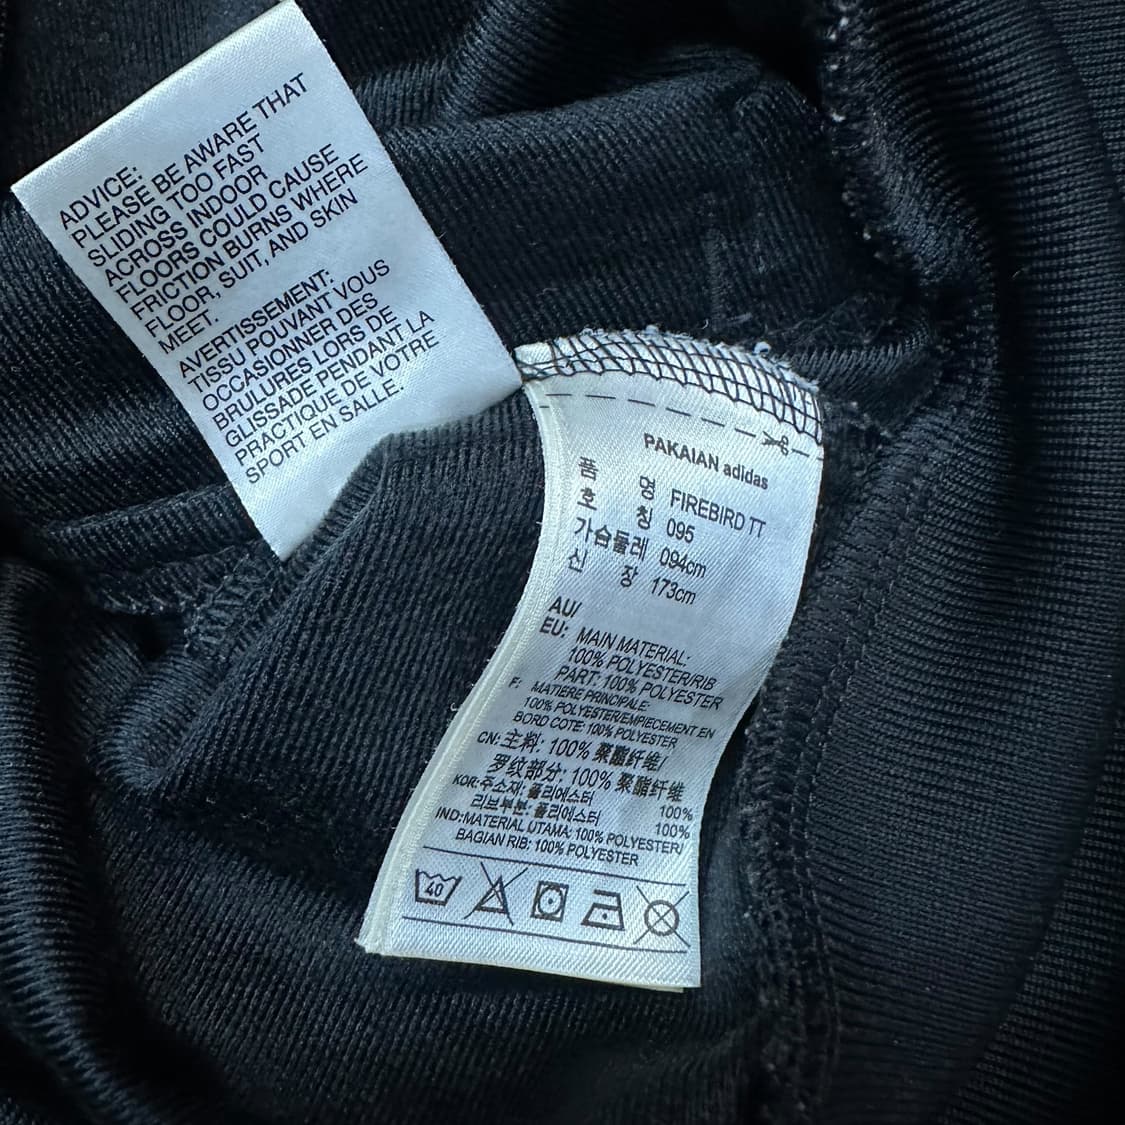 ADVICE:
PLEASE BE AWARE THAT
SLIDING TOO FAST
ACROSS INDOOR
FLOORS COULD CAUSE
FRICTION BURNS WHERE
FLOOR, SUIT, AND SKIN
MEET.
AVERTISSEMENT:
TISSU POUVANT VOUS
OCCASIONNER DES
BRULURES LORS DE
GLISSADE PENDANT LA
PRACTIQUE DE VOTRE
SPORT EN SALLE.
PAKAIAN adidas
품 명 FIREBIRD TT
호 칭 095
가슴둘레 094cm
신 장 173cm
AU/
EU: MAIN MATERIAL:
100% POLYESTER/RIB
PART: 100% POLYESTER
F: MATIERE PRINCIPALE:
100% POLYESTER/EMPIECEMENT EN
BORD COTE: 100% POLYESTER
CN: 主料: 100% 聚酯纤维/
罗纹部分: 100% 聚酯纤维
KOR: 주소재: 폴리에스터 100%
리브부분: 폴리에스터 100%
IND: MATERIAL UTAMA: 100% POLYESTER/
BAGIAN RIB: 100% POLYESTER
40